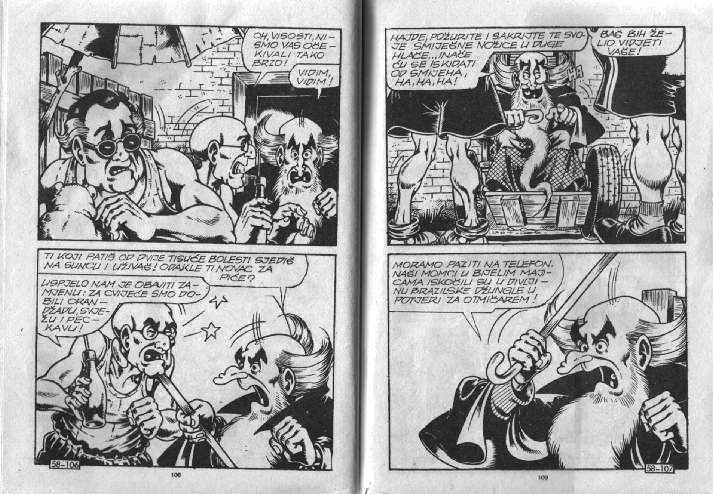 OH, VISOSTI, NI-
SMO VAS OČE-
KIVALI TAKO
BRZO!
VIDIM,
VIDIM!
TI KOJI PATIŠ OD DVIJE TISUĆE BOLESTI SJEDIŠ
NA SUNCU I UŽIVAŠ! ODAKLE TI NOVAC ZA
PIĆE?
USPJELO NAM JE OBAVITI ZA-
MJENU: ZA CVIJEĆE SMO DO-
BILI ORAN-
DŽADU, SVJE-
ŽU I PEC-
KAVU!
58-106
108
HAJDE, POŽURITE I SAKRIJTE TE SVO-
JE SMIJEŠNE NOŽICE U DUGE
HLAČE... INAČE
ĆU SE ISKIDATI
OD SMIJEHA,
HA, HA, HA!
BAŠ BIH ŽE-
LIO VIDJETI
VAŠE!
MORAMO PAZITI NA TELEFON.
NAŠI MOMCI U BIJELIM MAJI-
CAMA ISKOČILI SU U DIVLJI-
NU BRAZILSKE DŽUNGLE U
POTJERI ZA OTMIČAREM!
109
58-107